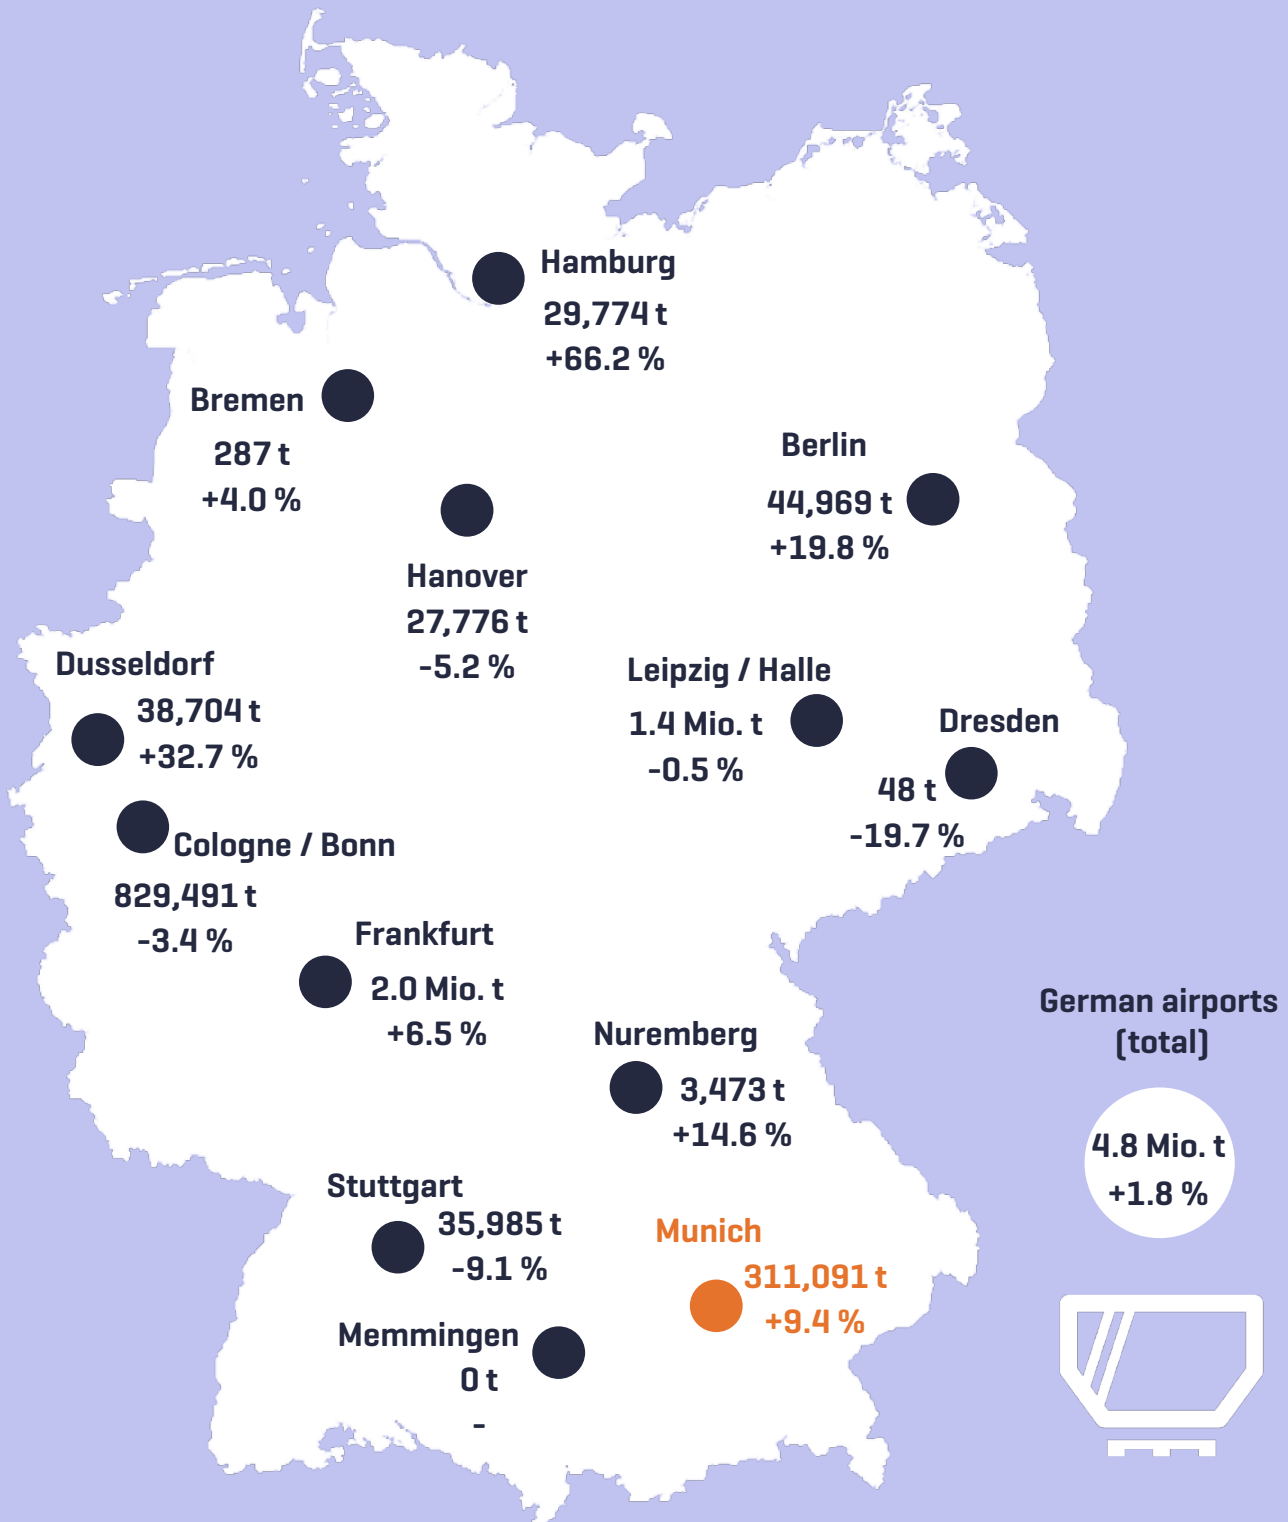 Hamburg
29,774 t
+66.2 %
Bremen
287 t
+4.0 %
Berlin
44,969 t
+19.8 %
Hanover
27,776 t
-5.2 %
Dusseldorf
38,704 t
+32.7 %
Leipzig / Halle
1.4 Mio. t
-0.5 %
Dresden
48 t
-19.7 %
Cologne / Bonn
829,491 t
-3.4 %
Frankfurt
2.0 Mio. t
+6.5 %
Nuremberg
3,473 t
+14.6 %
German airports
(total)
4.8 Mio. t
+1.8 %
Stuttgart
35,985 t
-9.1 %
Munich
311,091 t
+9.4 %
Memmingen
0 t
-